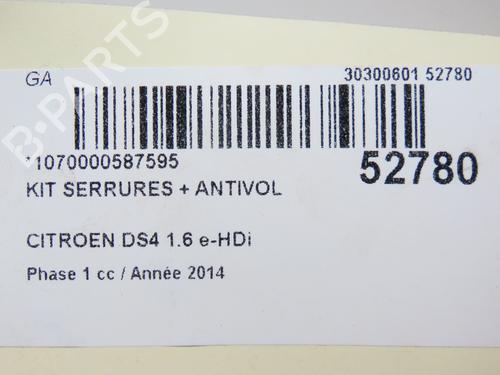 GA
30300601 52780
*1070000587595
52780
KIT SERRURES + ANTIVOL
CITROEN DS4 1.6 e-HDi
Phase 1 cc / Année 2014
B-PARTS